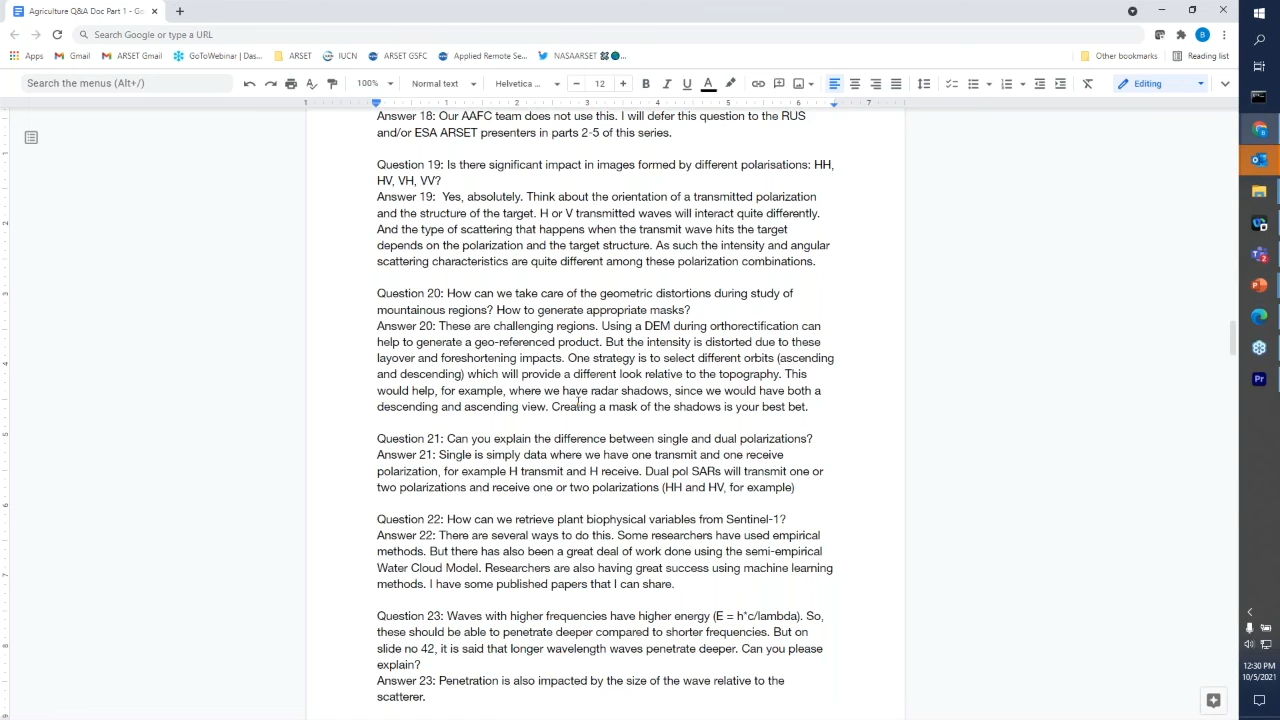 Agriculture Q&A Doc Part 1 - Go
Search Google or type a URL
Apps
Gmail
ARSET Gmail
GoToWebinar | Das...
ARSET
IUCN
ARSET GSFC
Applied Remote Se...
NASAARSET
Other bookmarks
Reading list
Search the menus (Alt+/)
100%
Normal text
Helvetica ...
12
Editing
1 1 2 3 4 5 6 7
Answer 18: Our AAFC team does not use this. I will defer this question to the RUS
and/or ESA ARSET presenters in parts 2-5 of this series.
Question 19: Is there significant impact in images formed by different polarisations: HH,
HV, VH, VV?
Answer 19:  Yes, absolutely. Think about the orientation of a transmitted polarization
and the structure of the target. H or V transmitted waves will interact quite differently.
And the type of scattering that happens when the transmit wave hits the target
depends on the polarization and the target structure. As such the intensity and angular
scattering characteristics are quite different among these polarization combinations.
Question 20: How can we take care of the geometric distortions during study of
mountainous regions? How to generate appropriate masks?
Answer 20: These are challenging regions. Using a DEM during orthorectification can
help to generate a geo-referenced product. But the intensity is distorted due to these
layover and foreshortening impacts. One strategy is to select different orbits (ascending
and descending) which will provide a different look relative to the topography. This
would help, for example, where we have radar shadows, since we would have both a
descending and ascending view. Creating a mask of the shadows is your best bet.
Question 21: Can you explain the difference between single and dual polarizations?
Answer 21: Single is simply data where we have one transmit and one receive
polarization, for example H transmit and H receive. Dual pol SARs will transmit one or
two polarizations and receive one or two polarizations (HH and HV, for example)
Question 22: How can we retrieve plant biophysical variables from Sentinel-1?
Answer 22: There are several ways to do this. Some researchers have used empirical
methods. But there has also been a great deal of work done using the semi-empirical
Water Cloud Model. Researchers are also having great success using machine learning
methods. I have some published papers that I can share.
Question 23: Waves with higher frequencies have higher energy (E = h*c/lambda). So,
these should be able to penetrate deeper compared to shorter frequencies. But on
slide no 42, it is said that longer wavelength waves penetrate deeper. Can you please
explain?
Answer 23: Penetration is also impacted by the size of the wave relative to the
scatterer.
12:30 PM
10/5/2021